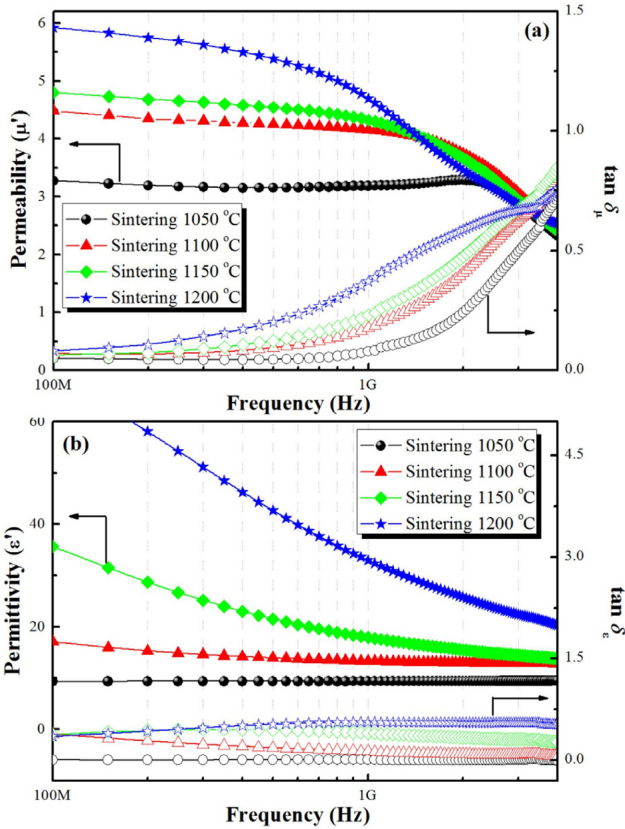 (a)
6
5
4
3
2
1
0
Permeability (μ')
Sintering 1050 °C
Sintering 1100 °C
Sintering 1150 °C
Sintering 1200 °C
1.5
1.0
0.5
0.0
tan δμ
100M
1G
Frequency (Hz)
(b)
60
40
20
0
Permittivity (ε')
Sintering 1050 °C
Sintering 1100 °C
Sintering 1150 °C
Sintering 1200 °C
4.5
3.0
1.5
0.0
tan δε
100M
1G
Frequency (Hz)